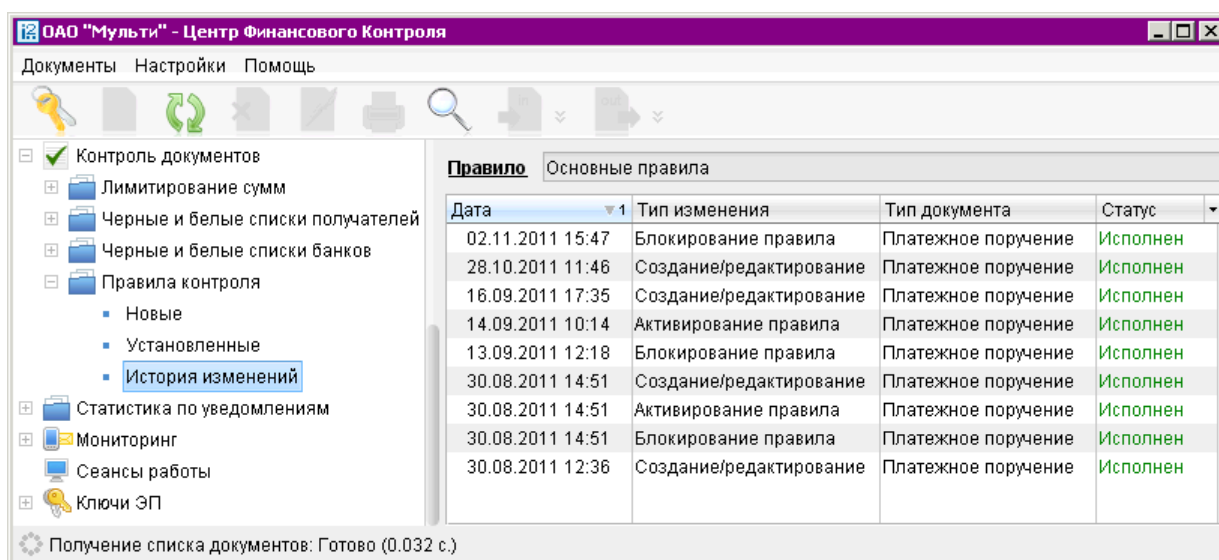 i2 ОАО "Мульти" - Центр Финансового Контроля
Документы Настройки Помощь
in out
Контроль документов
Лимитирование сумм
Черные и белые списки получателей
Черные и белые списки банков
Правила контроля
Новые
Установленные
История изменений
Статистика по уведомлениям
Мониторинг
Сеансы работы
Ключи ЭП
Правило Основные правила
Дата 1 Тип изменения Тип документа Статус
02.11.2011 15:47 Блокирование правила Платежное поручение Исполнен
28.10.2011 11:46 Создание/редактирование Платежное поручение Исполнен
16.09.2011 17:35 Создание/редактирование Платежное поручение Исполнен
14.09.2011 10:14 Активирование правила Платежное поручение Исполнен
13.09.2011 12:18 Блокирование правила Платежное поручение Исполнен
30.08.2011 14:51 Создание/редактирование Платежное поручение Исполнен
30.08.2011 14:51 Активирование правила Платежное поручение Исполнен
30.08.2011 14:51 Блокирование правила Платежное поручение Исполнен
30.08.2011 12:36 Создание/редактирование Платежное поручение Исполнен
Получение списка документов: Готово (0.032 с.)